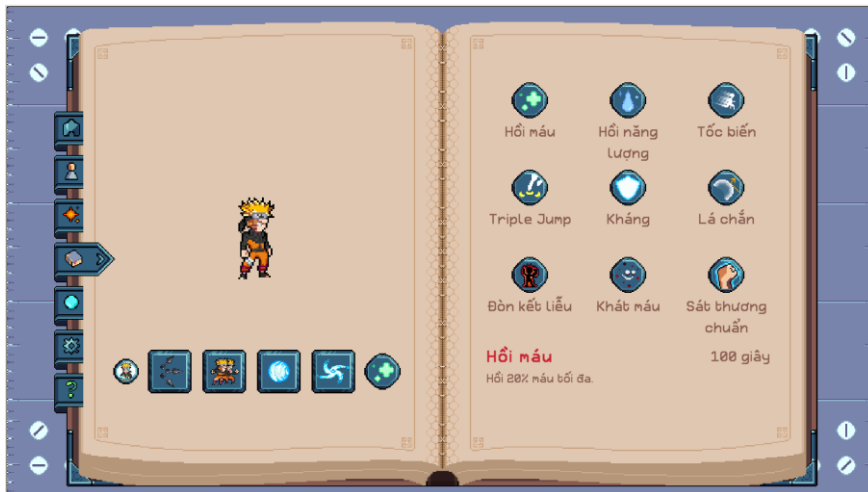 Hồi máu
Hồi năng
lượng
Tốc biến
Triple Jump
Kháng
Lá chắn
Đòn kết liễu
Khát máu
Sát thương
chuẩn
Hồi máu
100 giây
Hồi 20% máu tối đa.
?